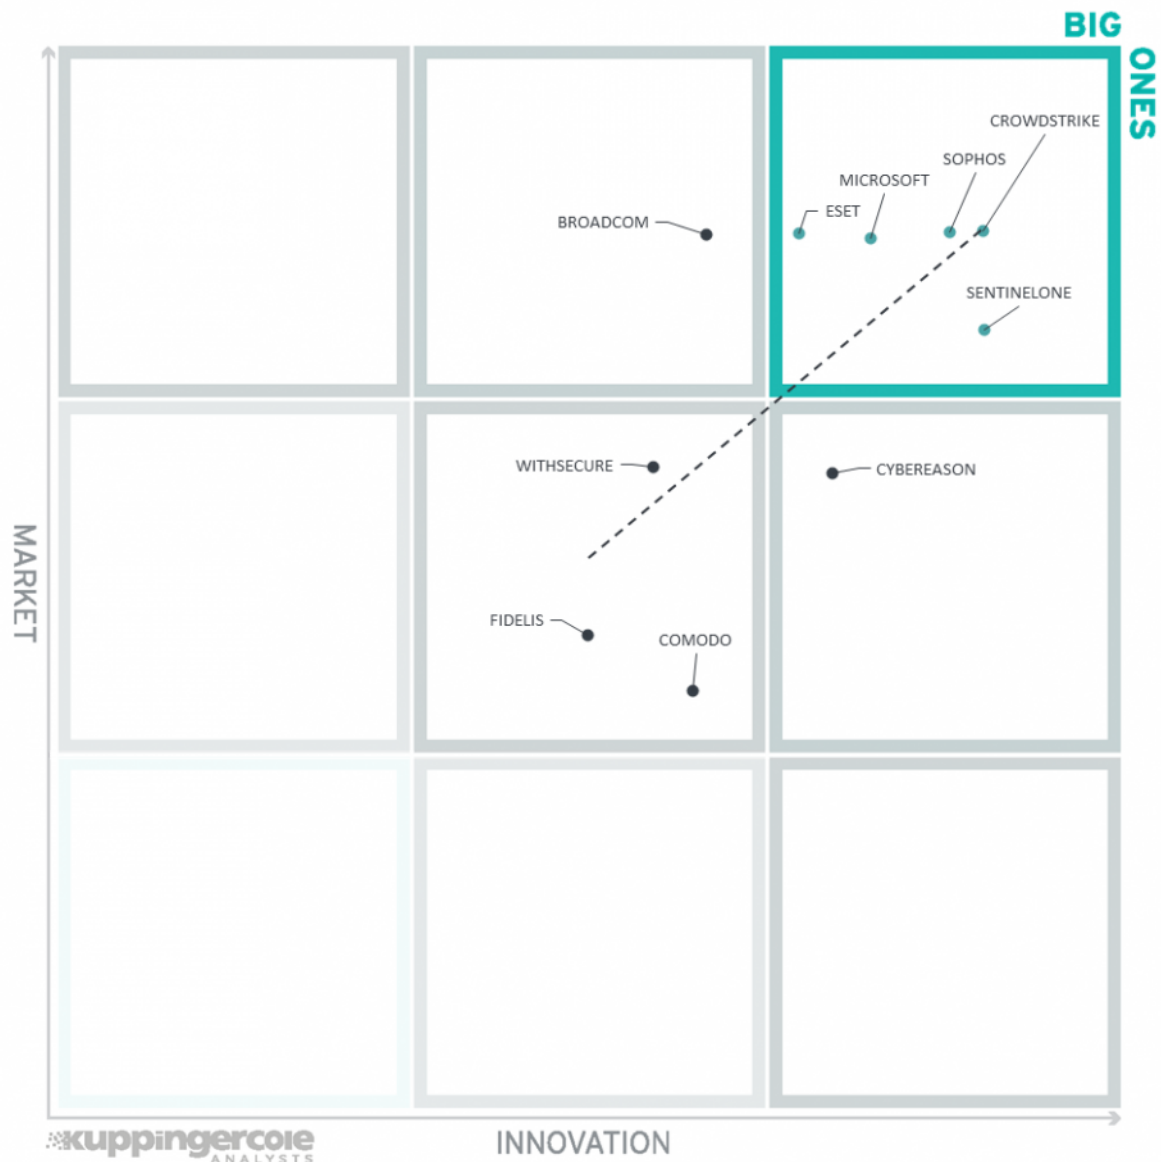 BIG
ONES
CROWDSTRIKE
SOPHOS
MICROSOFT
ESET
BROADCOM
SENTINELONE
WITHSECURE
CYBEREASON
MARKET
FIDELIS
COMODO
kuppingercole
ANALYSTS
INNOVATION